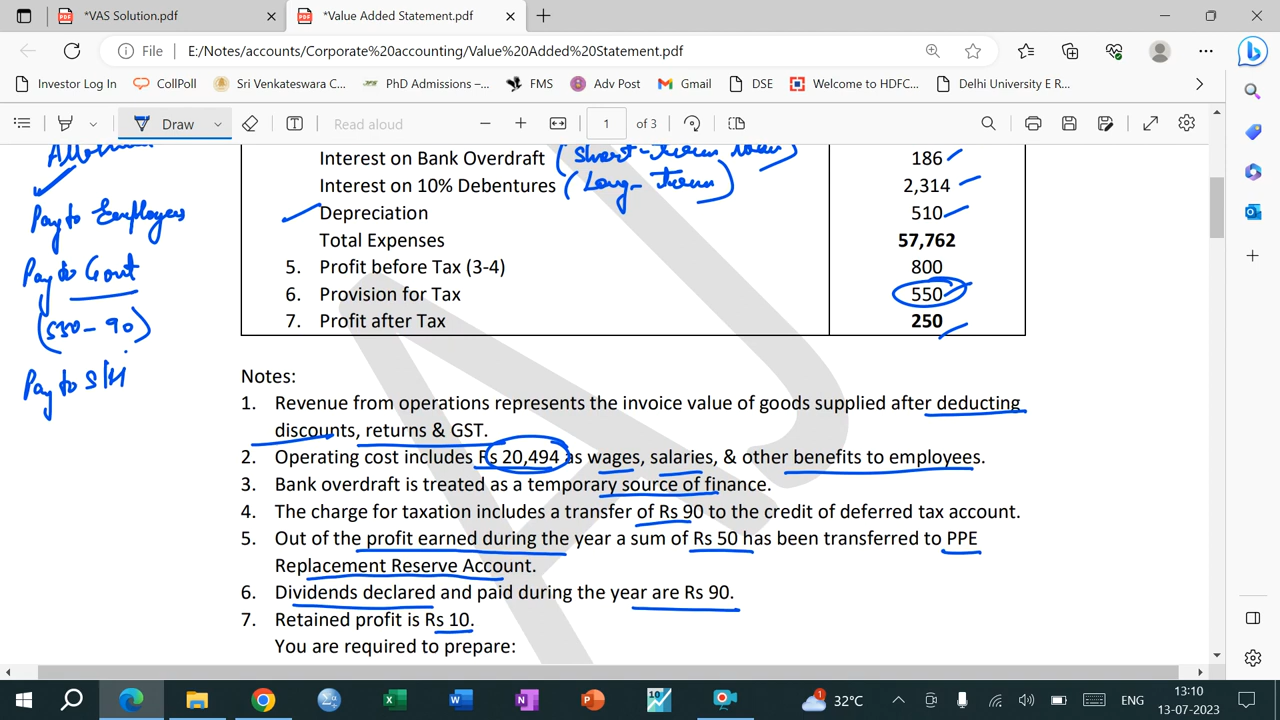 *VAS Solution.pdf
*Value Added Statement.pdf
File
E:/Notes/accounts/Corporate%20accounting/Value%20Added%20Statement.pdf
Investor Log In
CollPoll
Sri Venkateswara C...
PhD Admissions –...
FMS
Adv Post
Gmail
DSE
Welcome to HDFC...
Delhi University E R...
Draw
Read aloud
1 of 3
Interest on Bank Overdraft (Short-Term loan) 186
Interest on 10% Debentures (Long-Term) 2,314
Depreciation 510
Total Expenses 57,762
5. Profit before Tax (3-4) 800
6. Provision for Tax 550
7. Profit after Tax 250
Pay to Employees
Pay to Govt
(550-90)
Pay to S/H
Notes:
1. Revenue from operations represents the invoice value of goods supplied after deducting
discounts, returns & GST.
2. Operating cost includes Rs 20,494 as wages, salaries, & other benefits to employees.
3. Bank overdraft is treated as a temporary source of finance.
4. The charge for taxation includes a transfer of Rs 90 to the credit of deferred tax account.
5. Out of the profit earned during the year a sum of Rs 50 has been transferred to PPE
Replacement Reserve Account.
6. Dividends declared and paid during the year are Rs 90.
7. Retained profit is Rs 10.
You are required to prepare:
32°C
ENG
13:10
13-07-2023